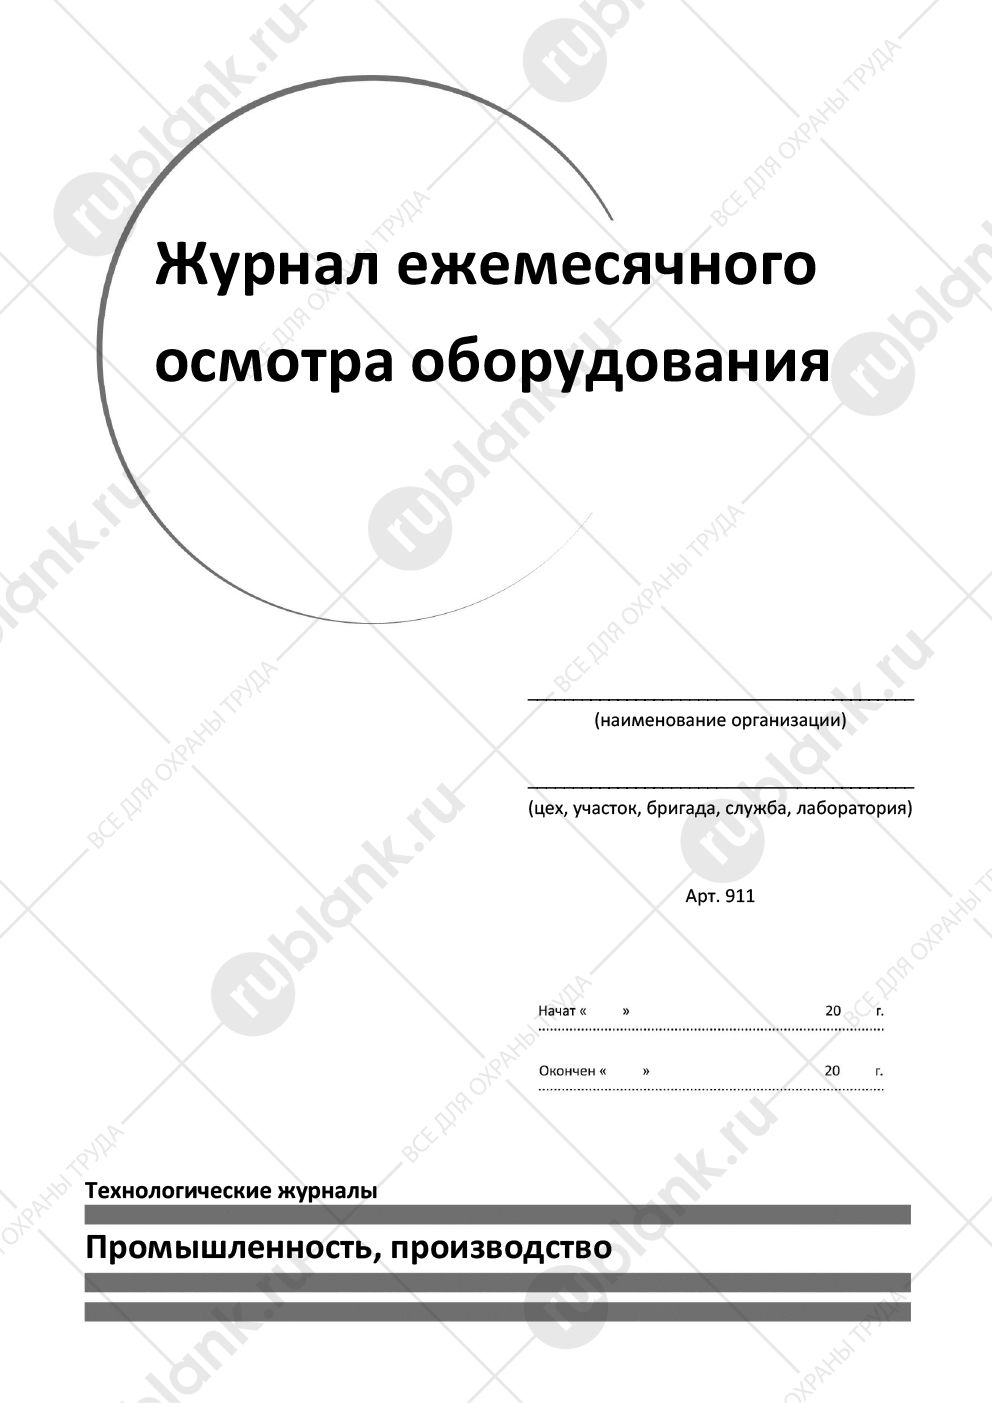 Журнал ежемесячного
осмотра оборудования
(наименование организации)
(цех, участок, бригада, служба, лаборатория)
Арт. 911
Начат « » 20 г.
Окончен « » 20 г.
Технологические журналы
Промышленность, производство
rublank.ru
ВСЕ ДЛЯ ОХРАНЫ ТРУДА